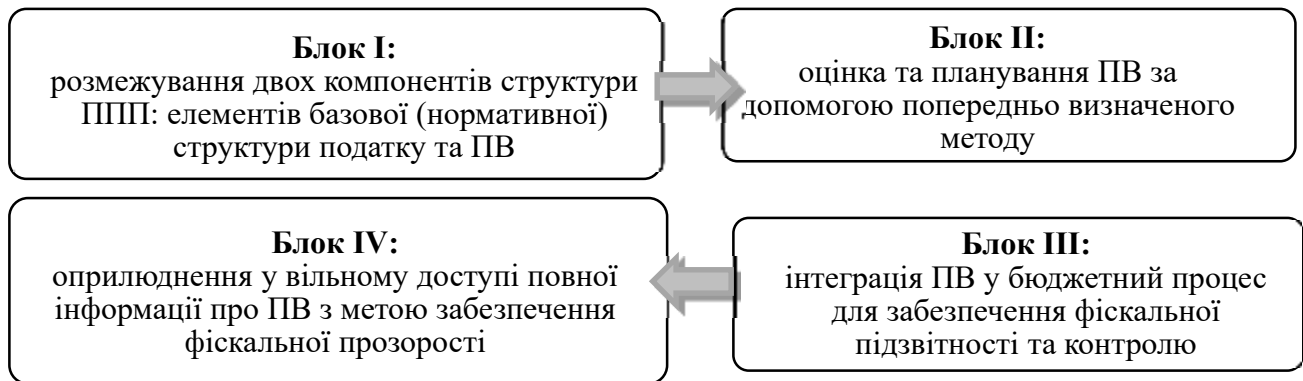 Блок I:
розмежування двох компонентів структури
ППП: елементів базової (нормативної)
структури податку та ПВ
Блок II:
оцінка та планування ПВ за
допомогою попередньо визначеного
методу
Блок III:
інтеграція ПВ у бюджетний процес
для забезпечення фіскальної
підзвітності та контролю
Блок IV:
оприлюднення у вільному доступі повної
інформації про ПВ з метою забезпечення
фіскальної прозорості